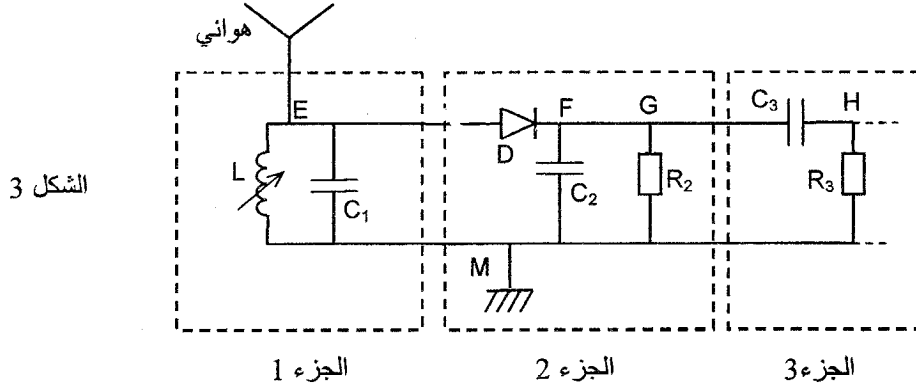 هوائي
E
L
C₁
D
F
C₂
G
R₂
M
C₃
H
R₃
الشكل 3
الجزء 1
الجزء 2
الجزء3